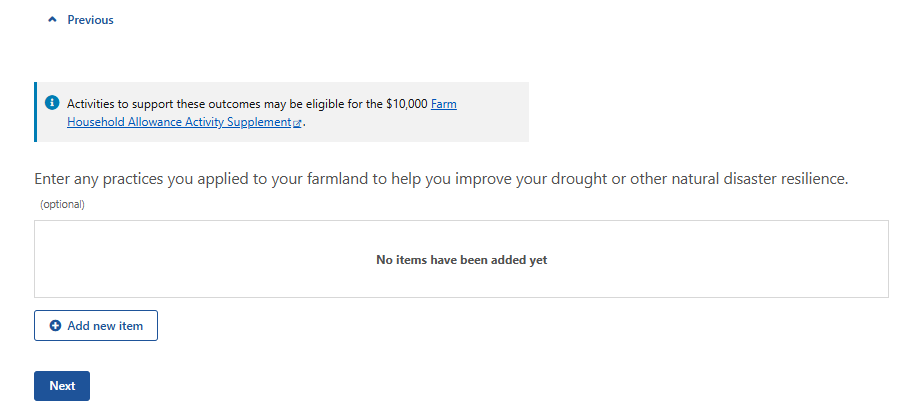 Previous
Activities to support these outcomes may be eligible for the $10,000 Farm
Household Allowance Activity Supplement.
Enter any practices you applied to your farmland to help you improve your drought or other natural disaster resilience.
(optional)
No items have been added yet
Add new item
Next